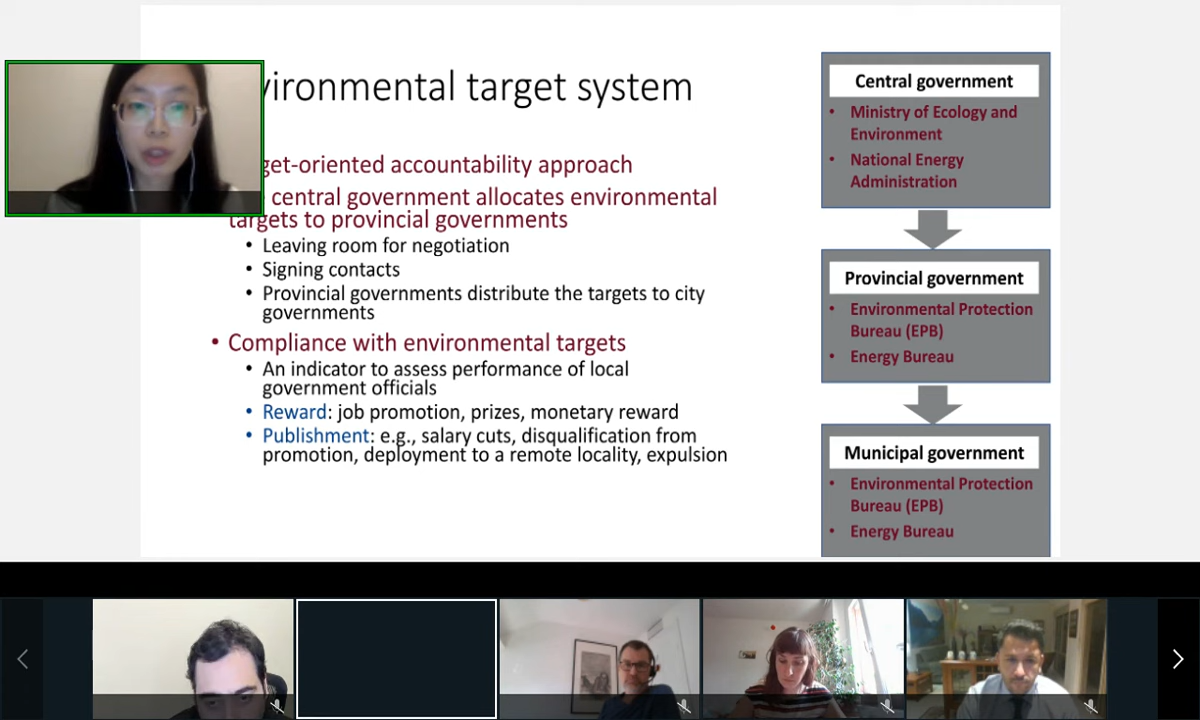 vironmental target system
get-oriented accountability approach
central government allocates environmental
targets to provincial governments
• Leaving room for negotiation
• Signing contacts
• Provincial governments distribute the targets to city
governments
• Compliance with environmental targets
• An indicator to assess performance of local
government officials
• Reward: job promotion, prizes, monetary reward
• Publishment: e.g., salary cuts, disqualification from
promotion, deployment to a remote locality, expulsion
Central government
• Ministry of Ecology and
Environment
• National Energy
Administration
Provincial government
• Environmental Protection
Bureau (EPB)
• Energy Bureau
Municipal government
• Environmental Protection
Bureau (EPB)
• Energy Bureau